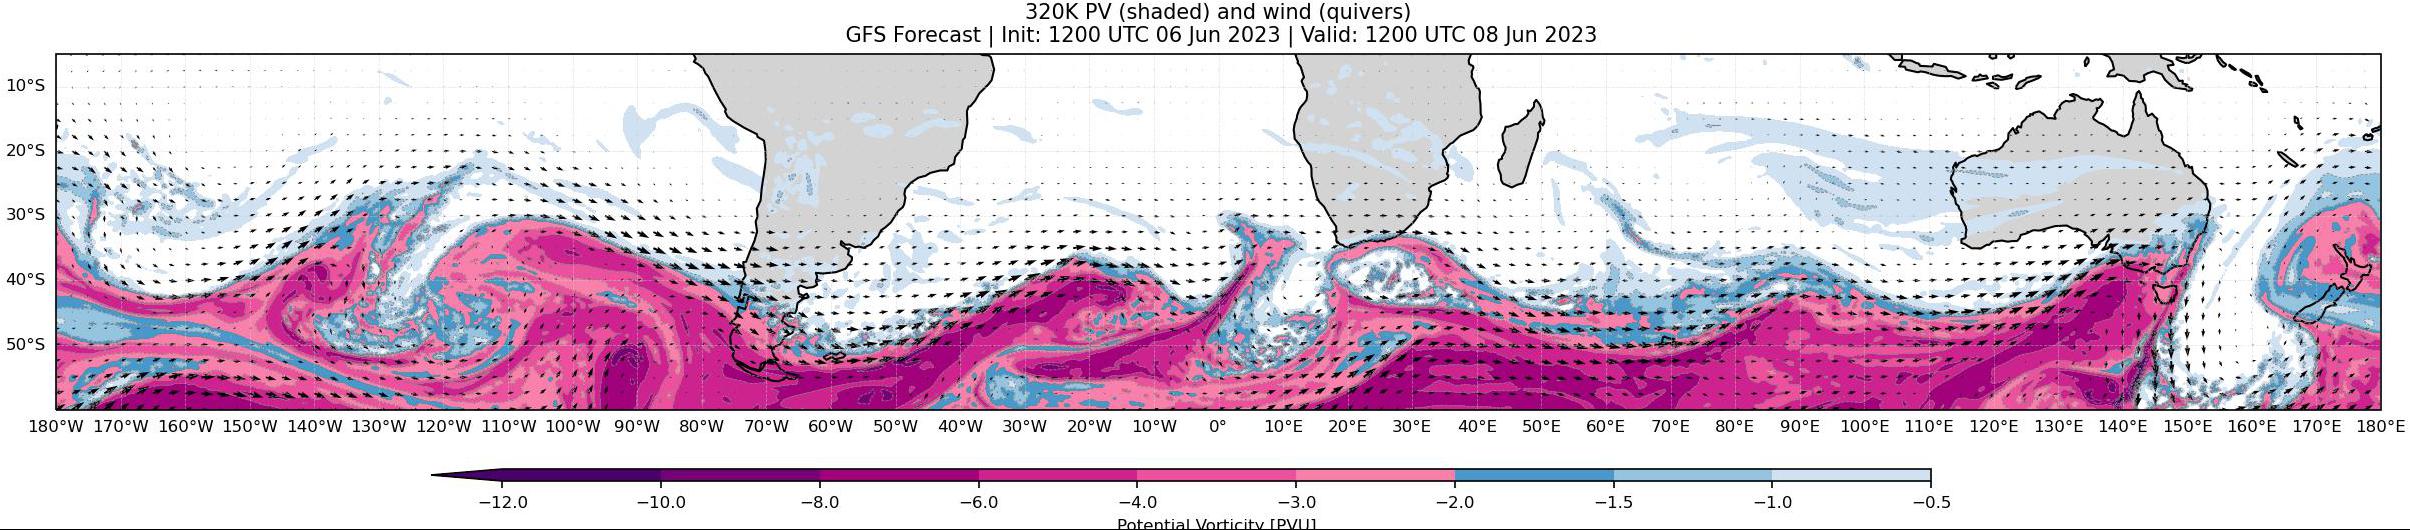 320K PV (shaded) and wind (quivers)
GFS Forecast | Init: 1200 UTC 06 Jun 2023 | Valid: 1200 UTC 08 Jun 2023
10°S
20°S
30°S
40°S
50°S
180°W 170°W 160°W 150°W 140°W 130°W 120°W 110°W 100°W 90°W 80°W 70°W 60°W 50°W 40°W 30°W 20°W 10°W 0° 10°E 20°E 30°E 40°E 50°E 60°E 70°E 80°E 90°E 100°E 110°E 120°E 130°E 140°E 150°E 160°E 170°E 180°E
−12.0 −10.0 −8.0 −6.0 −4.0 −3.0 −2.0 −1.5 −1.0 −0.5
Potential Vorticity [PVU]